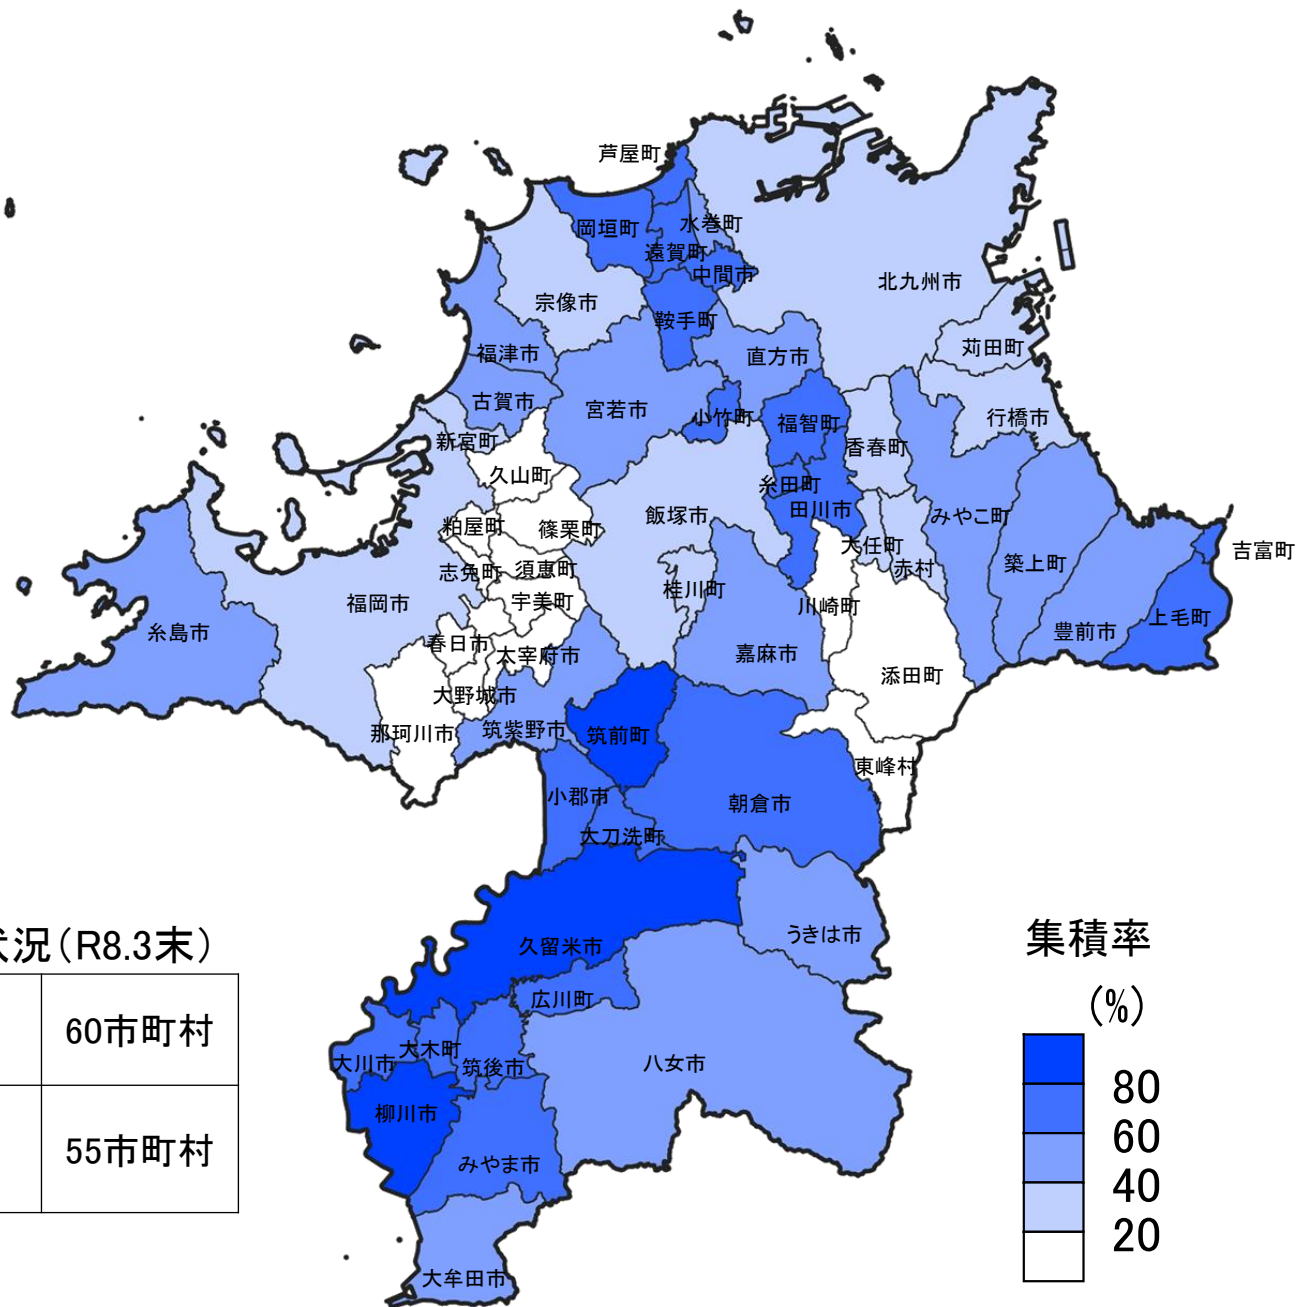 芦屋町
岡垣町
水巻町
遠賀町
中間市
北九州市
宗像市
鞍手町
苅田町
福津市
直方市
古賀市
宮若市
小竹町
福智町
行橋市
新宮町
香春町
久山町
糸田町
田川市
飯塚市
みやこ町
粕屋町
篠栗町
大任町
吉富町
志免町
須恵町
赤村
築上町
福岡市
宇美町
桂川町
川崎町
上毛町
糸島市
春日市
太宰府市
嘉麻市
豊前市
添田町
大野城市
那珂川市
筑紫野市
筑前町
東峰村
小郡市
朝倉市
大刀洗町
うきは市
久留米市
広川町
大川市
大木町
筑後市
八女市
柳川市
みやま市
大牟田市
状況(R8.3末)
60市町村
55市町村
集積率
(%)
80
60
40
20